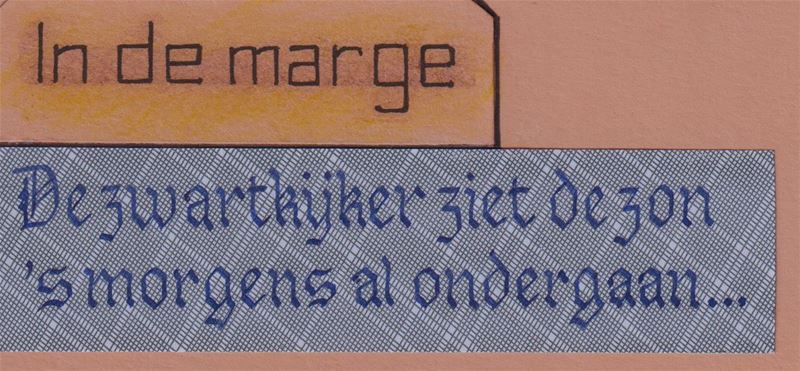 In de marge
De zwartkijker ziet de zon
's morgens al ondergaan...